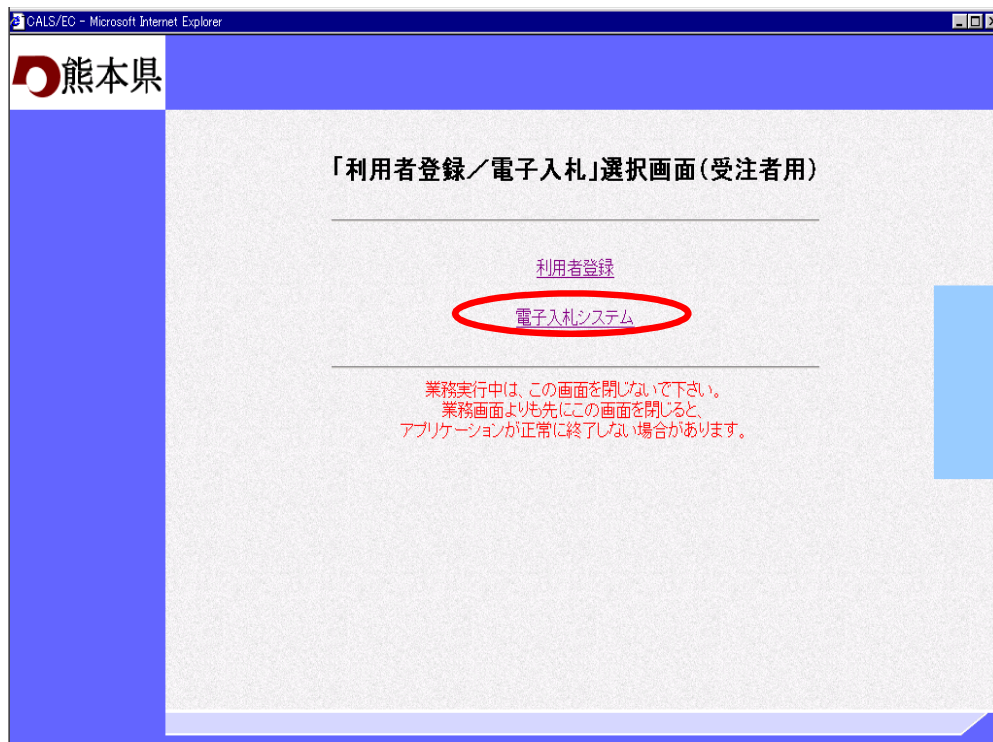 CALS/EC - Microsoft Internet Explorer
熊本県
「利用者登録／電子入札」選択画面(受注者用)
利用者登録
電子入札システム
業務実行中は、この画面を閉じないで下さい。
業務画面よりも先にこの画面を閉じると、
アプリケーションが正常に終了しない場合があります。